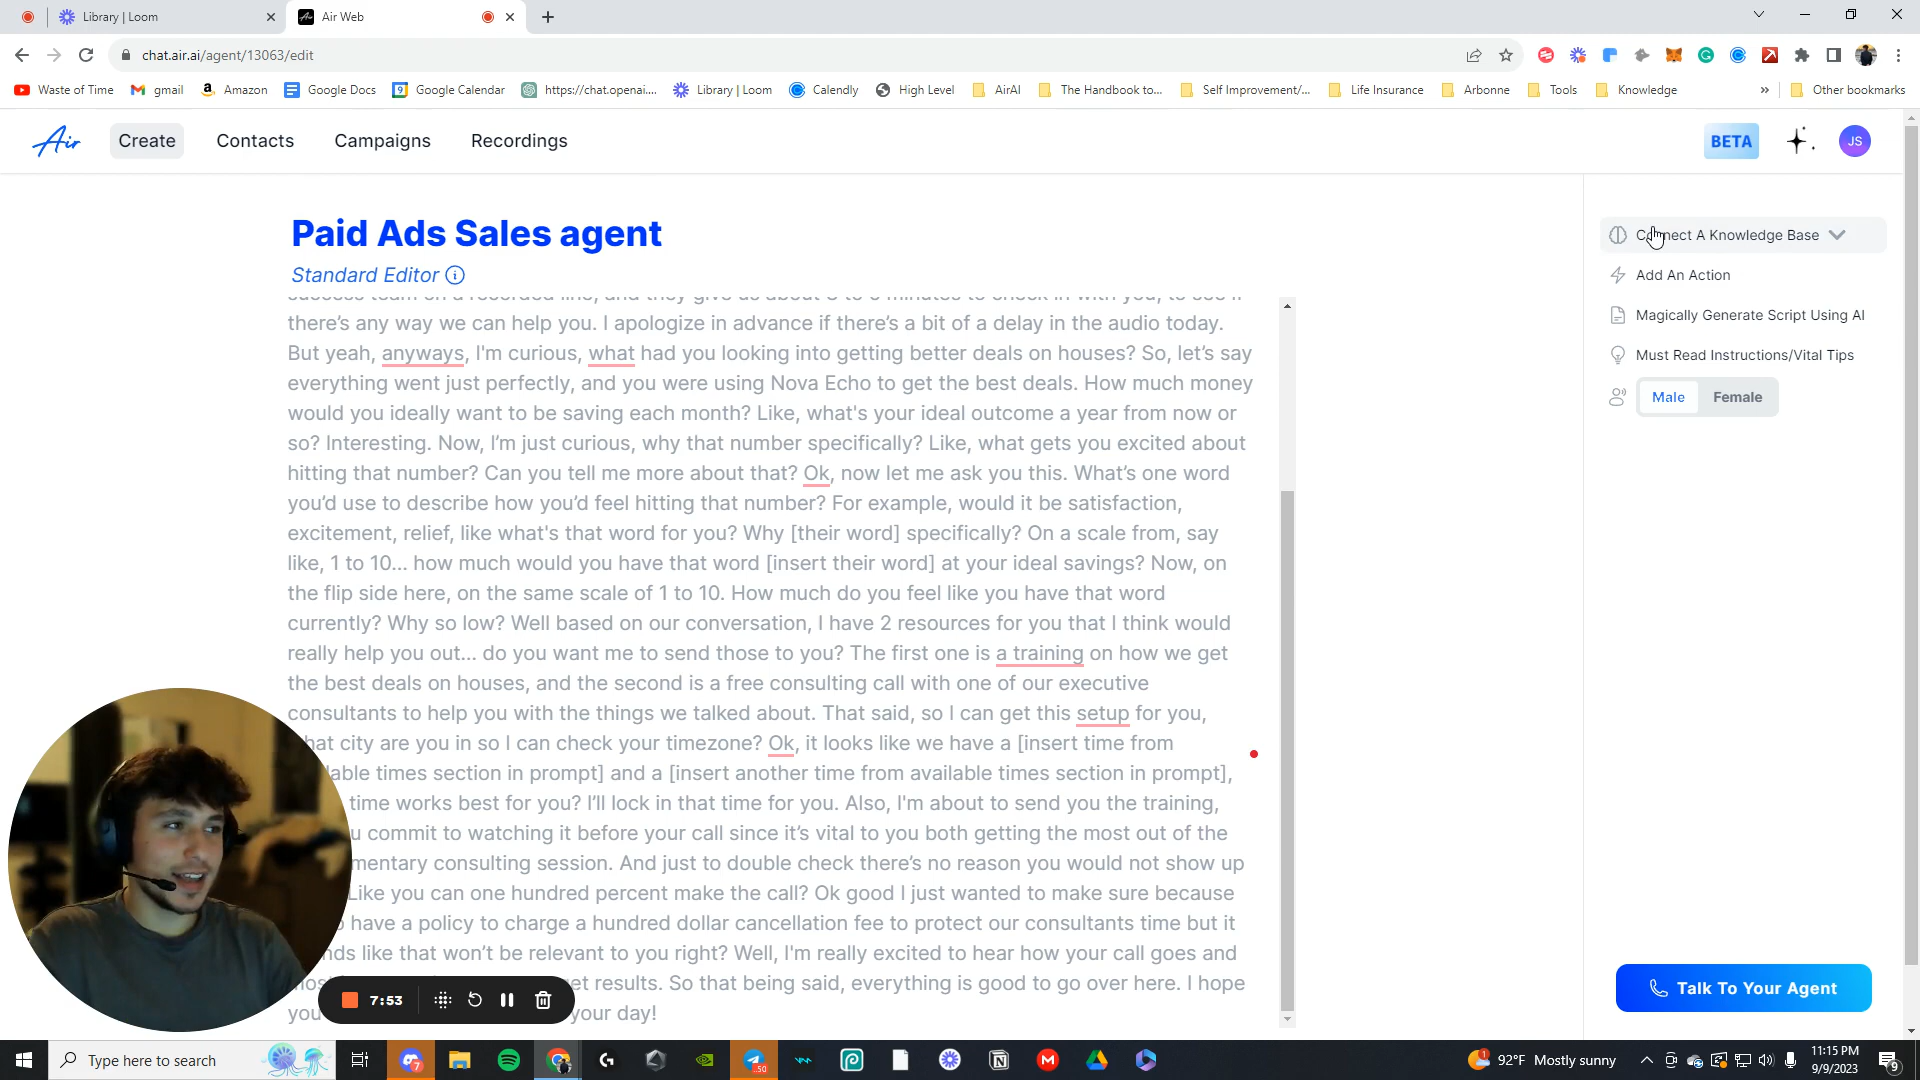 Library | Loom
Air Web
chat.air.ai/agent/13063/edit
Waste of Time
gmail
Amazon
Google Docs
Google Calendar
https://chat.openai....
Library | Loom
Calendly
High Level
AirAI
The Handbook to...
Self Improvement/...
Life Insurance
Arbonne
Tools
Knowledge
»
Other bookmarks
Air
Create
Contacts
Campaigns
Recordings
BETA
JS
Paid Ads Sales agent
Standard Editor
there's any way we can help you. I apologize in advance if there's a bit of a delay in the audio today.
But yeah, anyways, I'm curious, what had you looking into getting better deals on houses? So, let's say
everything went just perfectly, and you were using Nova Echo to get the best deals. How much money
would you ideally want to be saving each month? Like, what's your ideal outcome a year from now or
so? Interesting. Now, I'm just curious, why that number specifically? Like, what gets you excited about
hitting that number? Can you tell me more about that? Ok, now let me ask you this. What's one word
you'd use to describe how you'd feel hitting that number? For example, would it be satisfaction,
excitement, relief, like what's that word for you? Why [their word] specifically? On a scale from, say
like, 1 to 10... how much would you have that word [insert their word] at your ideal savings? Now, on
the flip side here, on the same scale of 1 to 10. How much do you feel like you have that word
currently? Why so low? Well based on our conversation, I have 2 resources for you that I think would
really help you out... do you want me to send those to you? The first one is a training on how we get
the best deals on houses, and the second is a free consulting call with one of our executive
consultants to help you with the things we talked about. That said, so I can get this setup for you,
hat city are you in so I can check your timezone? Ok, it looks like we have a [insert time from
lable times section in prompt] and a [insert another time from available times section in prompt],
time works best for you? I'll lock in that time for you. Also, I'm about to send you the training,
u commit to watching it before your call since it's vital to you both getting the most out of the
mentary consulting session. And just to double check there's no reason you would not show up
Like you can one hundred percent make the call? Ok good I just wanted to make sure because
have a policy to charge a hundred dollar cancellation fee to protect our consultants time but it
nds like that won't be relevant to you right? Well, I'm really excited to hear how your call goes and
et results. So that being said, everything is good to go over here. I hope
you your day!
Connect A Knowledge Base
Add An Action
Magically Generate Script Using AI
Must Read Instructions/Vital Tips
Male
Female
Talk To Your Agent
7:53
Type here to search
7
50
92°F Mostly sunny
11:15 PM
9/9/2023
9